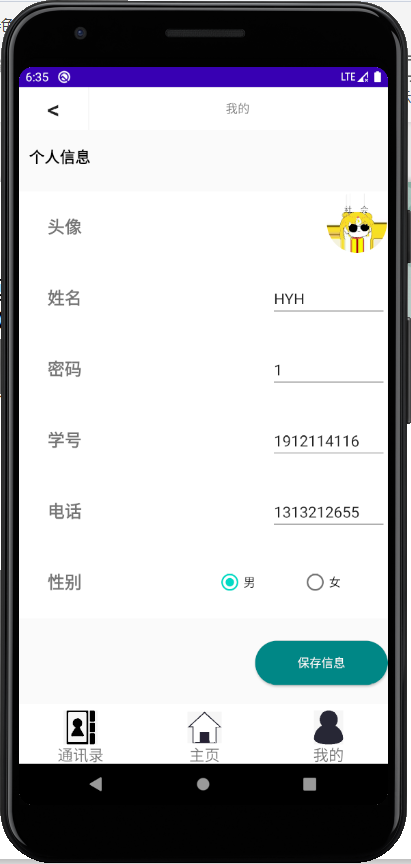 6:35 LTE
<
我的
个人信息
头像
姓名 HYH
密码 1
学号 1912114116
电话 1313212655
性别 男 女
保存信息
通讯录 主页 我的